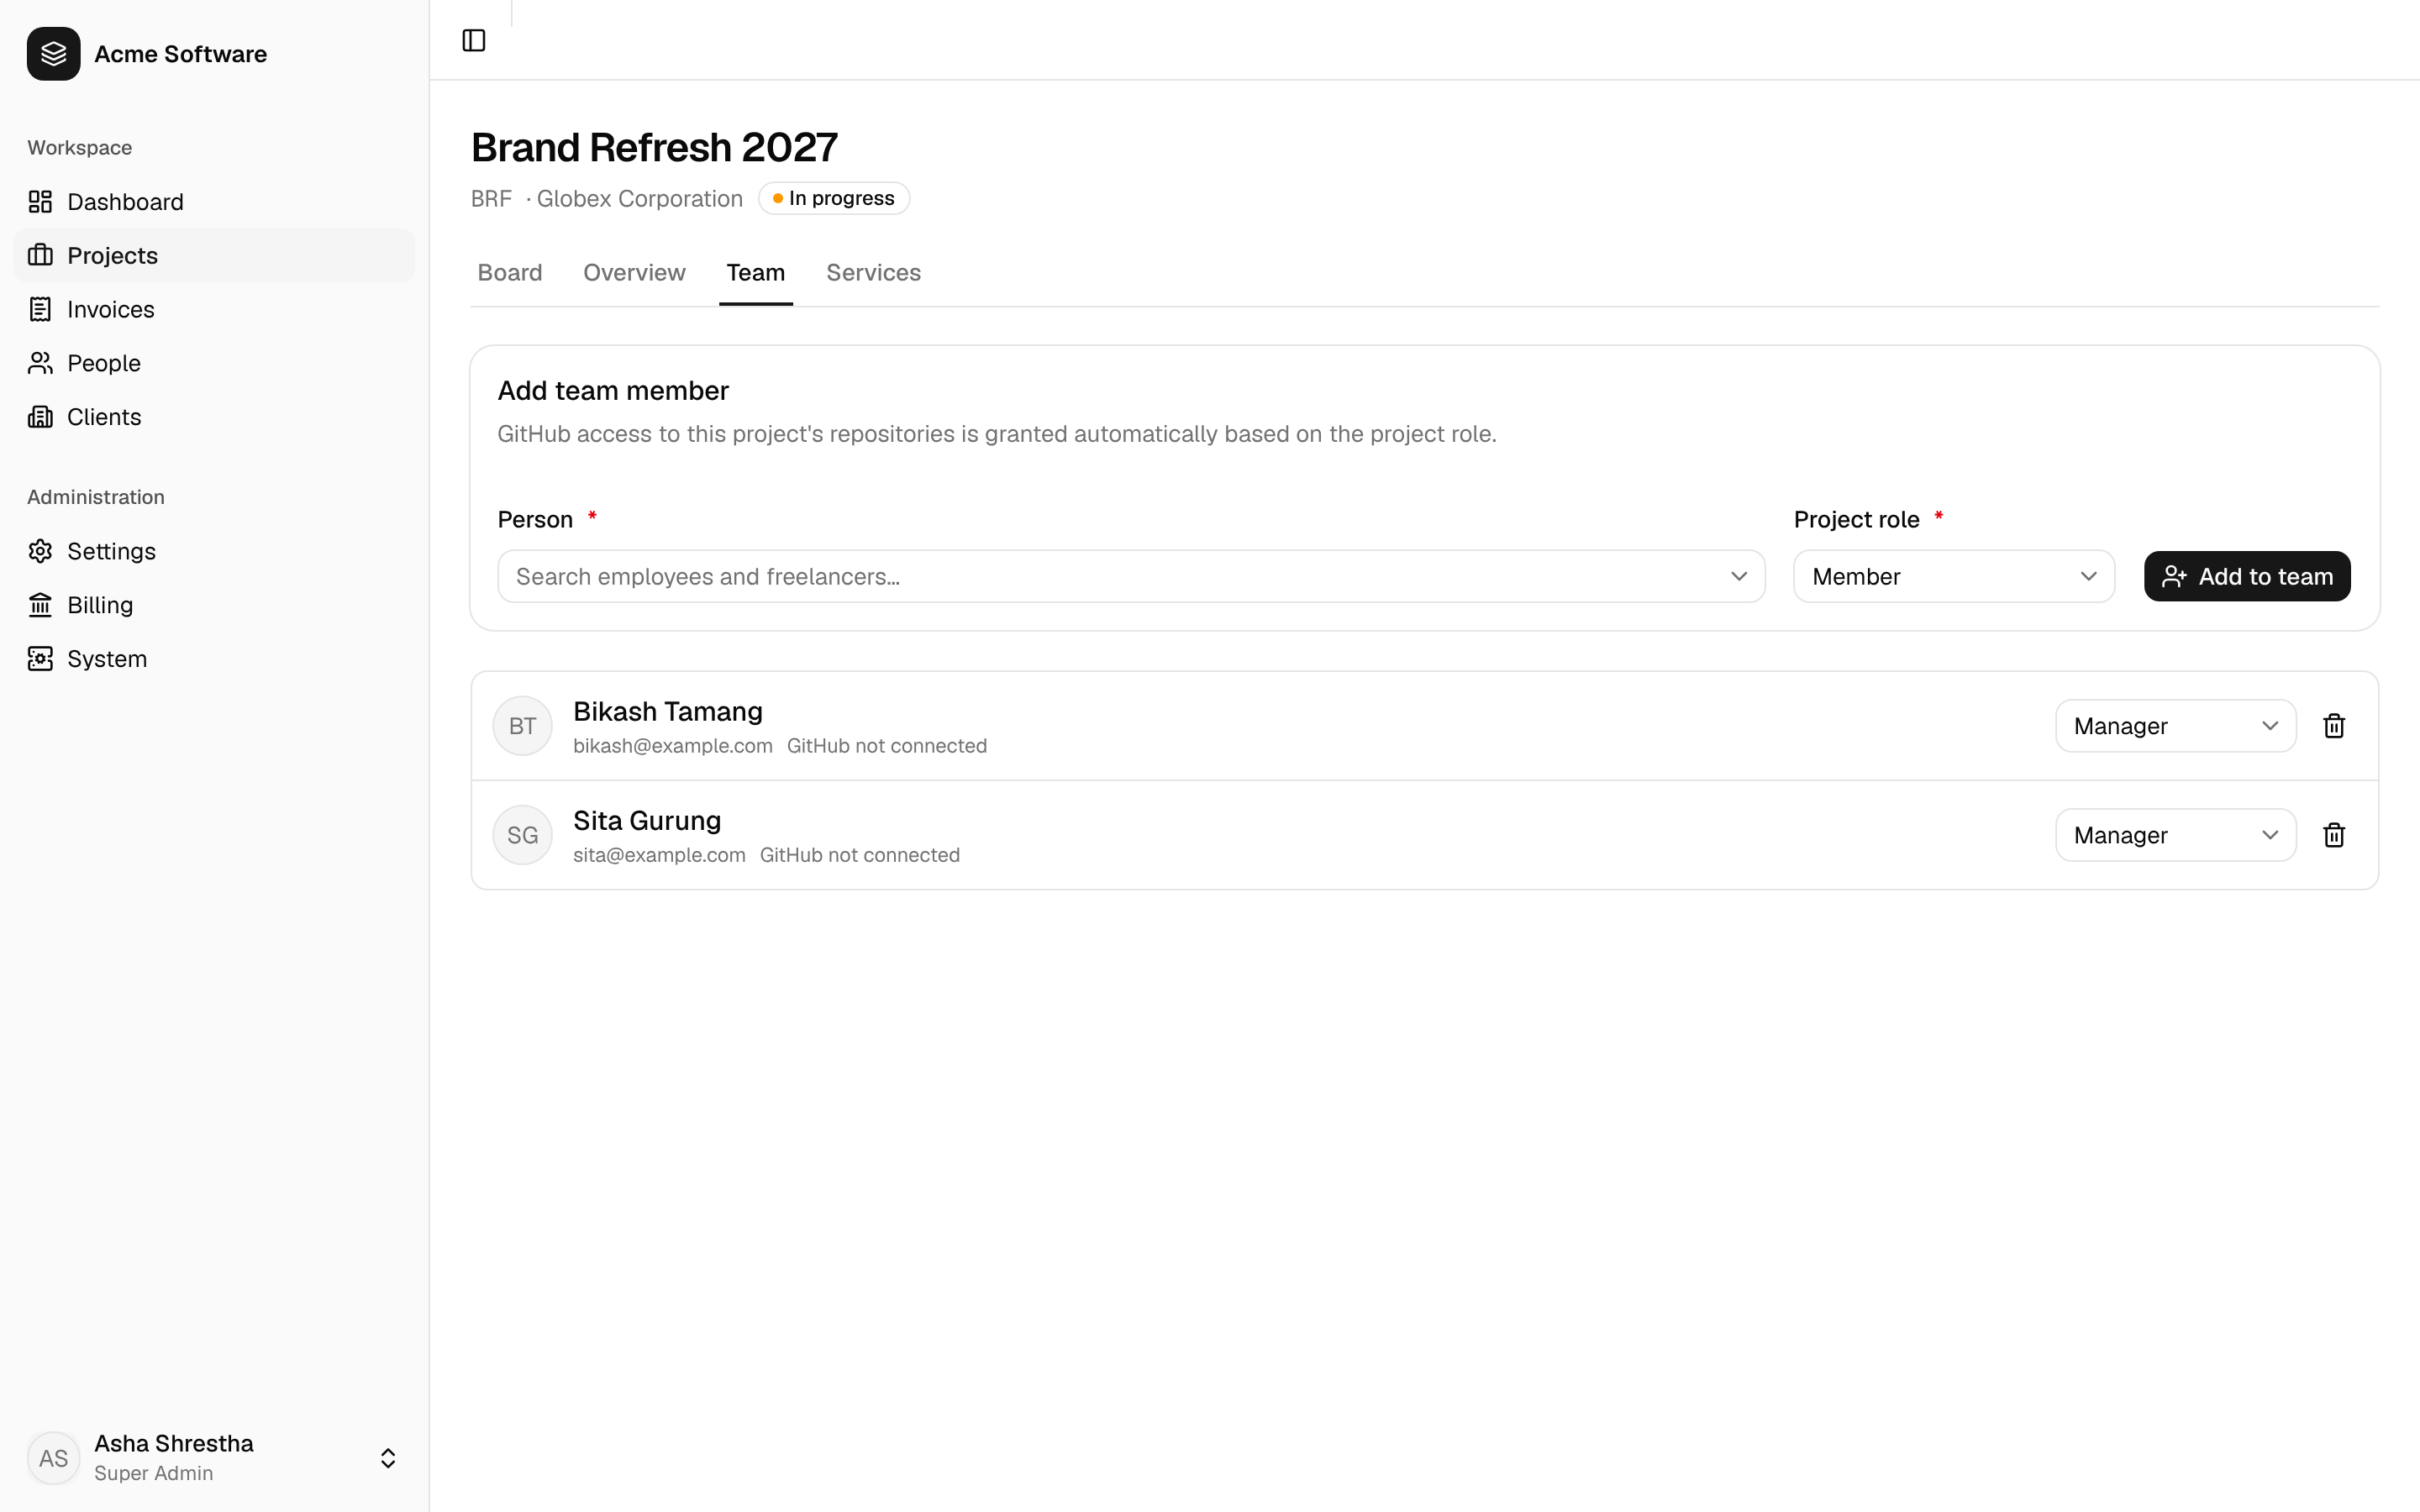 Acme Software
Workspace
Dashboard
Projects
Invoices
People
Clients
Administration
Settings
Billing
System
AS
Asha Shrestha
Super Admin
Brand Refresh 2027
BRF · Globex Corporation In progress
Board Overview Team Services
Add team member
GitHub access to this project's repositories is granted automatically based on the project role.
Person * Project role *
Search employees and freelancers... Member Add to team
BT
Bikash Tamang
bikash@example.com GitHub not connected
Manager
SG
Sita Gurung
sita@example.com GitHub not connected
Manager